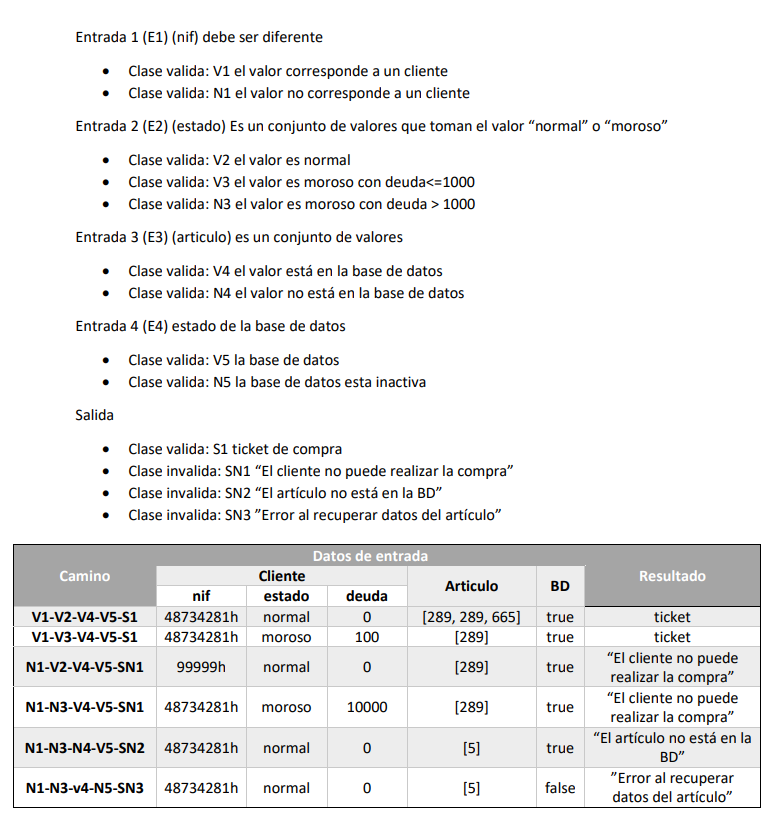 Entrada 1 (E1) (nif) debe ser diferente
• Clase valida: V1 el valor corresponde a un cliente
• Clase valida: N1 el valor no corresponde a un cliente
Entrada 2 (E2) (estado) Es un conjunto de valores que toman el valor “normal” o “moroso”
• Clase valida: V2 el valor es normal
• Clase valida: V3 el valor es moroso con deuda<=1000
• Clase valida: N3 el valor es moroso con deuda > 1000
Entrada 3 (E3) (articulo) es un conjunto de valores
• Clase valida: V4 el valor está en la base de datos
• Clase valida: N4 el valor no está en la base de datos
Entrada 4 (E4) estado de la base de datos
• Clase valida: V5 la base de datos
• Clase valida: N5 la base de datos esta inactiva
Salida
• Clase valida: S1 ticket de compra
• Clase invalida: SN1 “El cliente no puede realizar la compra”
• Clase invalida: SN2 “El artículo no está en la BD”
• Clase invalida: SN3 ”Error al recuperar datos del artículo”
Datos de entrada
Camino Cliente Articulo BD Resultado
nif estado deuda
V1-V2-V4-V5-S1 48734281h normal 0 [289, 289, 665] true ticket
V1-V3-V4-V5-S1 48734281h moroso 100 [289] true ticket
N1-V2-V4-V5-SN1 99999h normal 0 [289] true “El cliente no puede
realizar la compra”
N1-N3-V4-V5-SN1 48734281h moroso 10000 [289] true “El cliente no puede
realizar la compra”
N1-N3-N4-V5-SN2 48734281h normal 0 [5] true “El artículo no está en la
BD”
N1-N3-v4-N5-SN3 48734281h normal 0 [5] false ”Error al recuperar
datos del artículo”